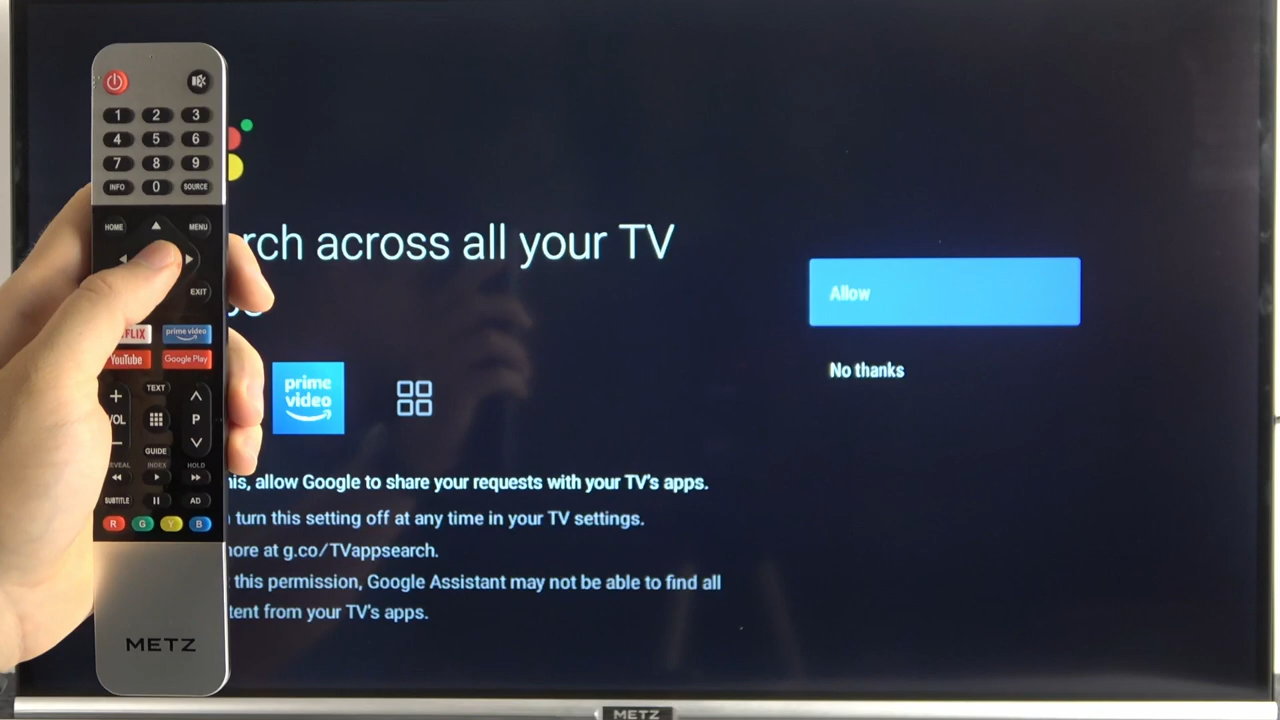 1 2 3
4 5 6
7 8 9
INFO 0 SOURCE
HOME MENU
EXIT
FLIX prime video
YouTube Google Play
+ TEXT
VOL P
GUIDE
EVEAL INDEX HOLD
SUBTITLE AD
R G Y B
METZ
rch across all your TV
prime
video
his, allow Google to share your requests with your TV's apps.
turn this setting off at any time in your TV settings.
ore at g.co/TVappsearch.
this permission, Google Assistant may not be able to find all
tent from your TV's apps.
Allow
No thanks
METZ